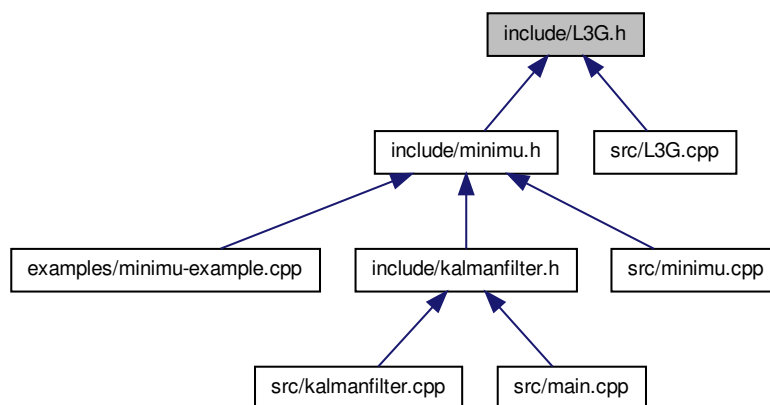 include/L3G.h
include/minimu.h
src/L3G.cpp
examples/minimu-example.cpp
include/kalmanfilter.h
src/minimu.cpp
src/kalmanfilter.cpp
src/main.cpp